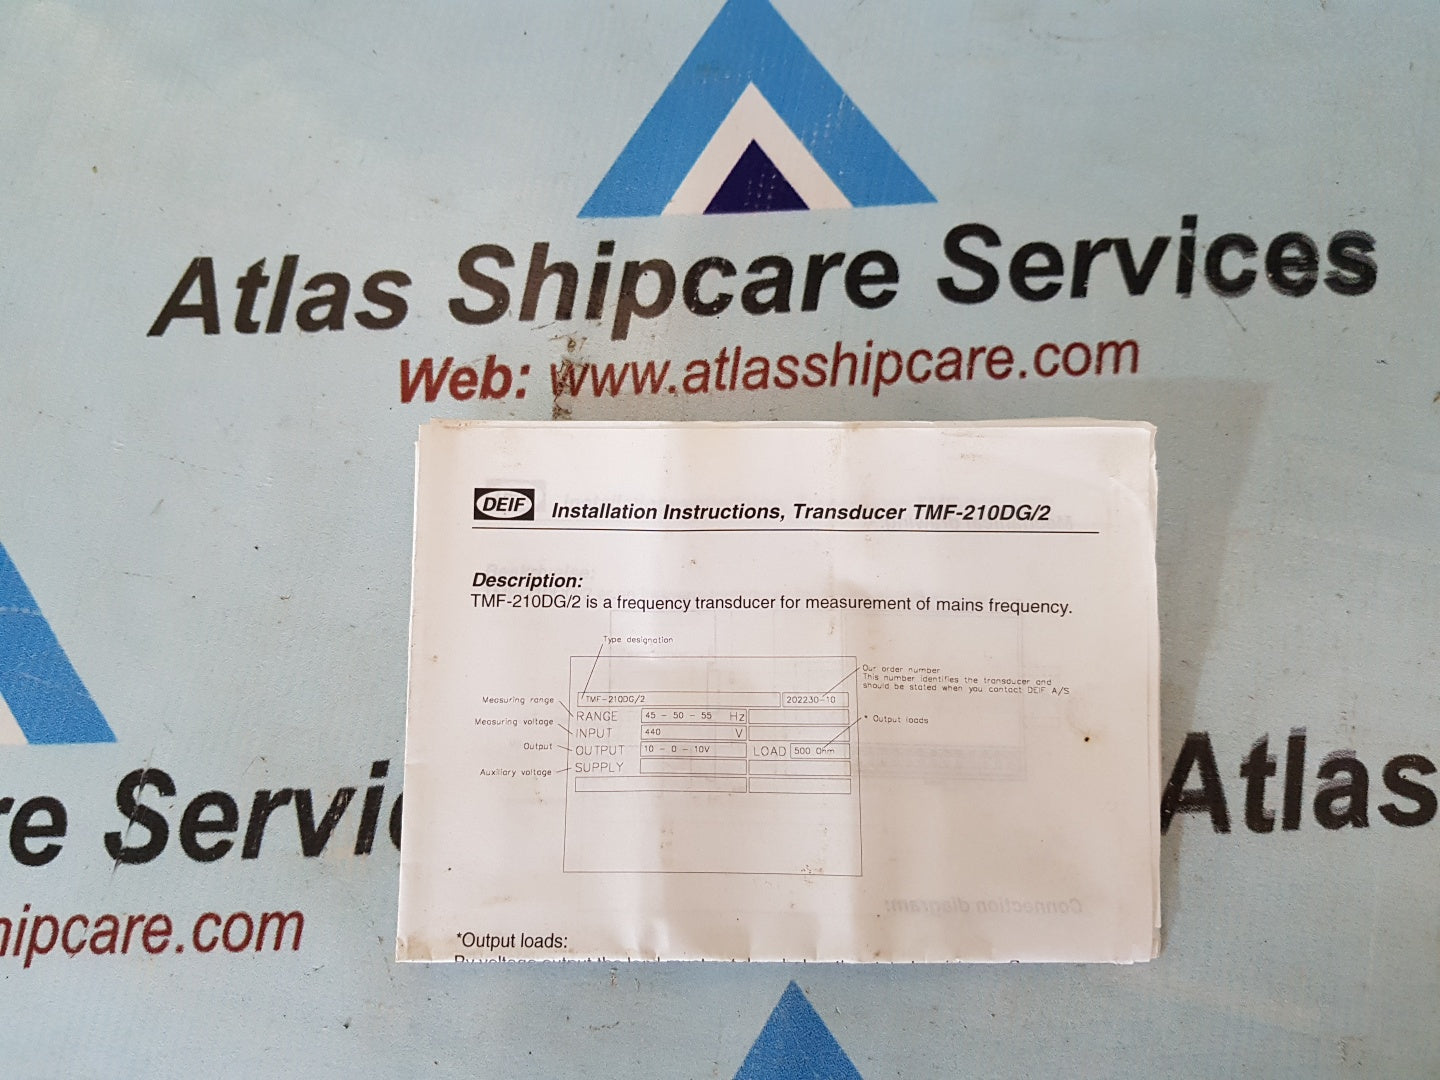 Atlas Shipcare Services
Web: www.atlasshipcare.com
DEIF Installation Instructions, Transducer TMF-210DG/2
Description:
TMF-210DG/2 is a frequency transducer for measurement of mains frequency.
Type designation
Our order number
This number identifies the transducer and
should be stated when you contact DEIF A/S
Measuring range
TMF-210DG/2 202230-10
RANGE 45 - 50 - 55 Hz
* Output loads
Measuring voltage
INPUT 440 V
Output
OUTPUT 10 - 0 - 10V LOAD 500 Ohm
Auxiliary voltage
SUPPLY
re Servic
Atlas
hipcare.com
Connection diagram:
*Output loads: